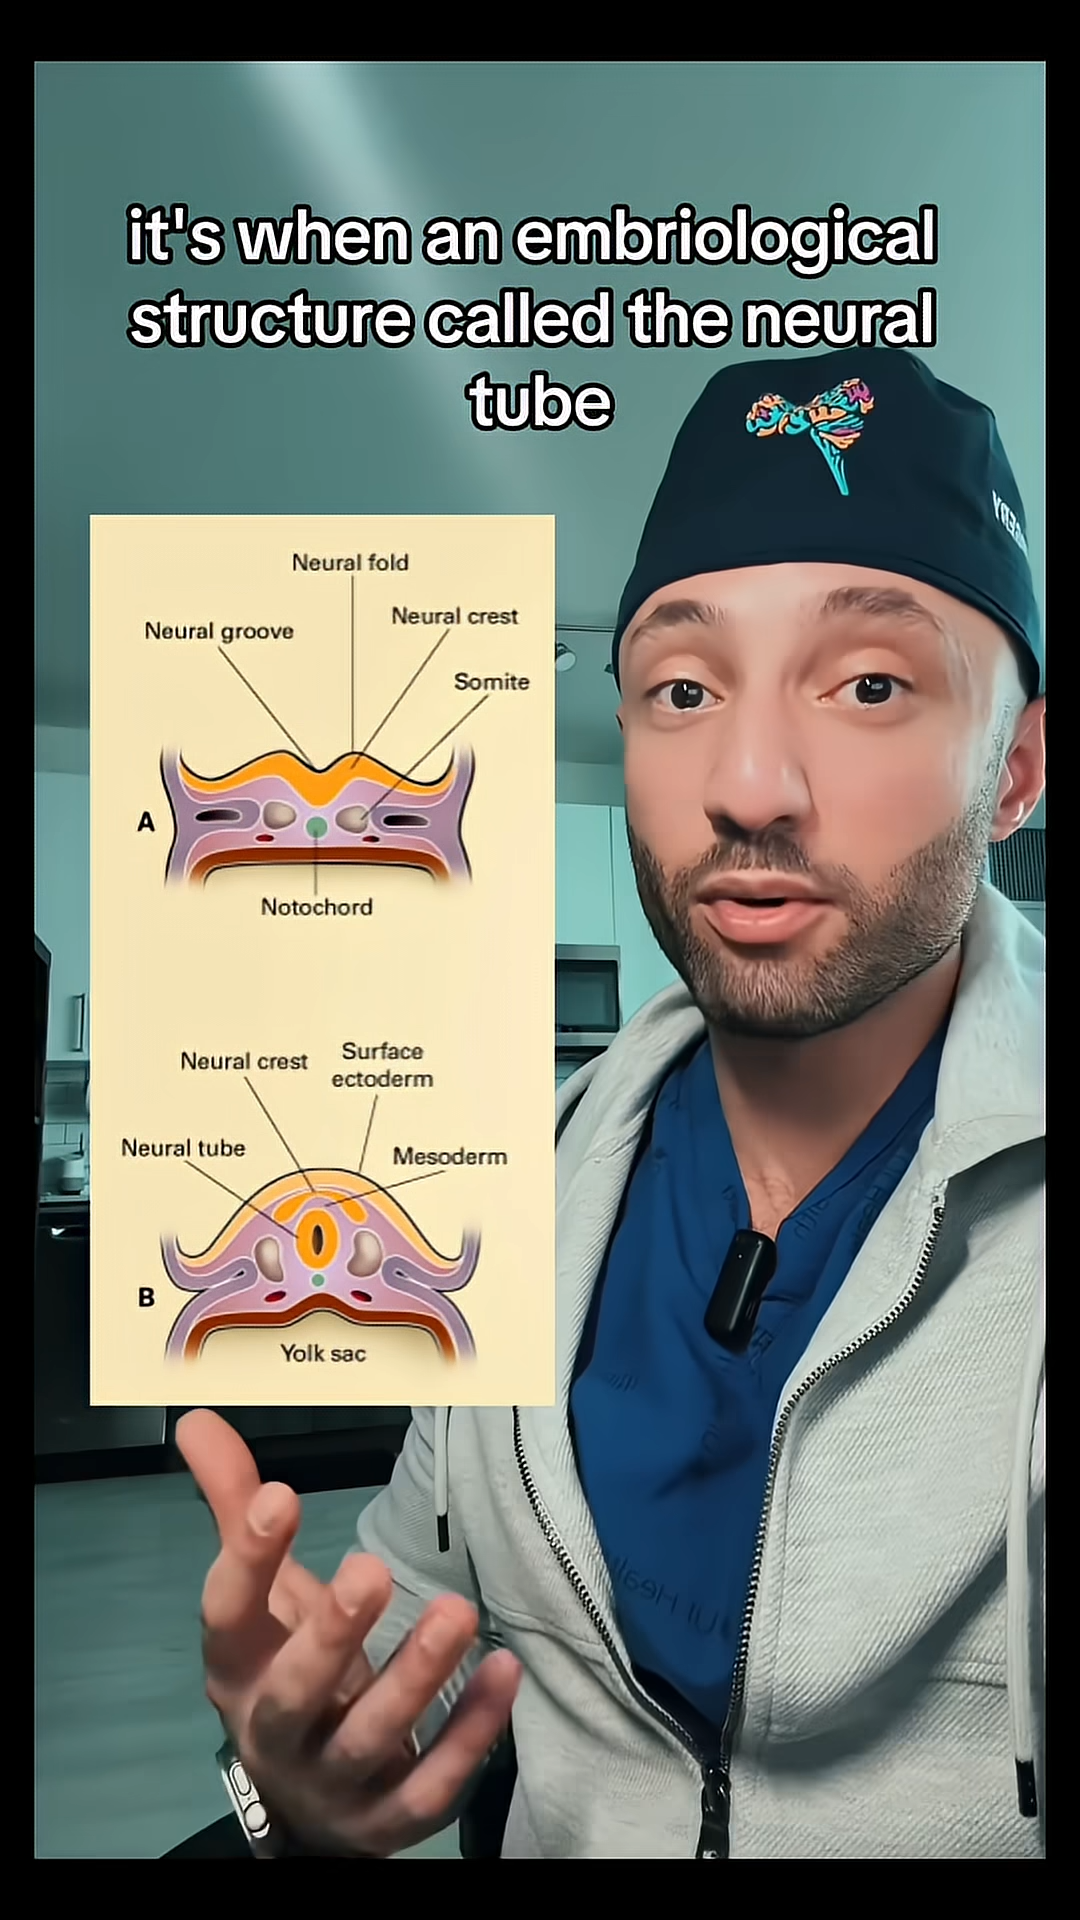 it's when an embriological
structure called the neural
tube
Neural fold
Neural crest
Neural groove
Somite
A
Notochord
Neural crest
Surface
ectoderm
Neural tube
Mesoderm
B
Yolk sac